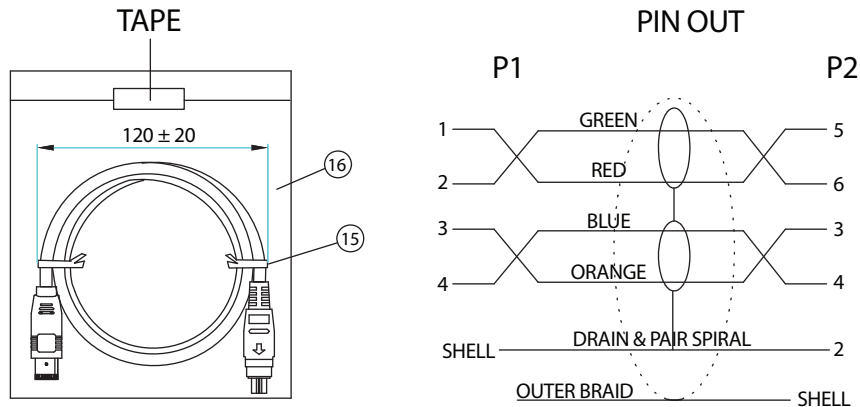 TAPE
120 ± 20
16
15
PIN OUT
P1
P2
1
GREEN
5
2
RED
6
3
BLUE
3
4
ORANGE
4
SHELL
DRAIN & PAIR SPIRAL
2
OUTER BRAID
SHELL